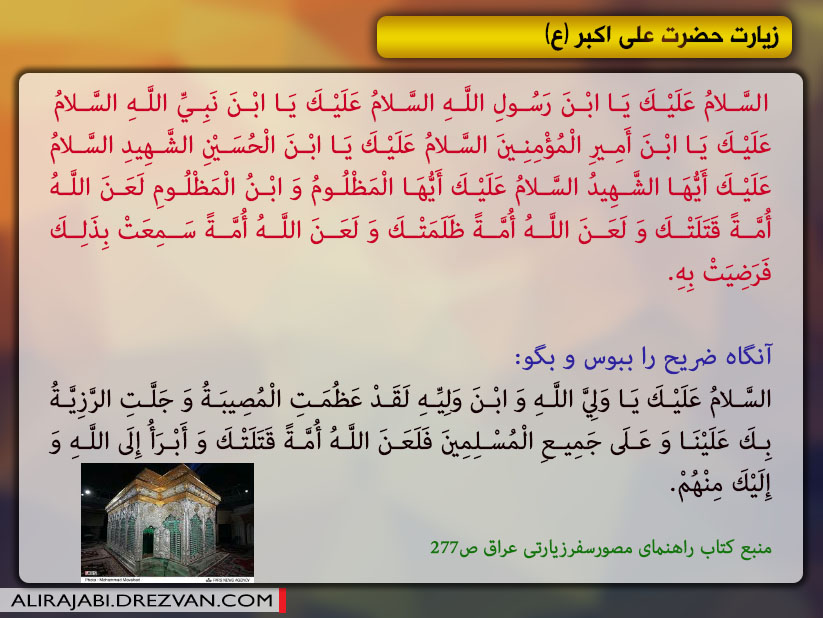 زیارت حضرت علی اکبر (ع)
السَّلامُ عَلَيْكَ يَا ابْنَ رَسُولِ اللَّهِ السَّلامُ عَلَيْكَ يَا ابْنَ نَبِيِّ اللَّهِ السَّلامُ
عَلَيْكَ يَا ابْنَ أَمِيرِ الْمُؤْمِنِينَ السَّلامُ عَلَيْكَ يَا ابْنَ الْحُسَيْنِ الشَّهِيدِ السَّلامُ
عَلَيْكَ أَيُّهَا الشَّهِيدُ السَّلامُ عَلَيْكَ أَيُّهَا الْمَظْلُومُ وَ ابْنُ الْمَظْلُومِ لَعَنَ اللَّهُ
أُمَّةً قَتَلَتْكَ وَ لَعَنَ اللَّهُ أُمَّةً ظَلَمَتْكَ وَ لَعَنَ اللَّهُ أُمَّةً سَمِعَتْ بِذَلِكَ
فَرَضِيَتْ بِهِ.
آنگاه ضریح را ببوس و بگو:
السَّلامُ عَلَيْكَ يَا وَلِيَّ اللَّهِ وَ ابْنَ وَلِيِّهِ لَقَدْ عَظُمَتِ الْمُصِيبَةُ وَ جَلَّتِ الرَّزِيَّةُ
بِكَ عَلَيْنَا وَ عَلَى جَمِيعِ الْمُسْلِمِينَ فَلَعَنَ اللَّهُ أُمَّةً قَتَلَتْكَ وَ أَبْرَأُ إِلَى اللَّهِ وَ
إِلَيْكَ مِنْهُمْ.
منبع کتاب راهنمای مصورسفرزیارتی عراق ص277
FARS NEWS AGENCY
ALIRAJABI.DREZVAN.COM